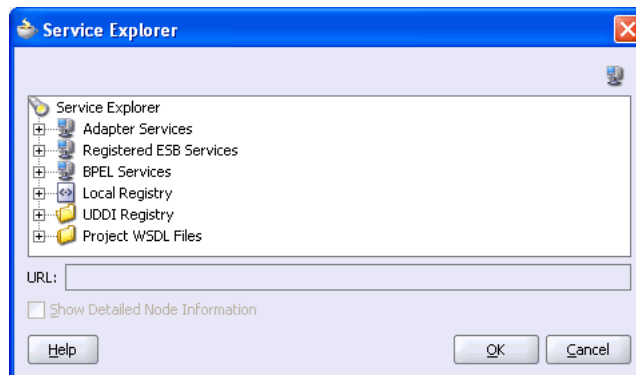 Service Explorer
Service Explorer
Adapter Services
Registered ESB Services
BPEL Services
Local Registry
UDDI Registry
Project WSDL Files
URL:
Show Detailed Node Information
Help OK Cancel